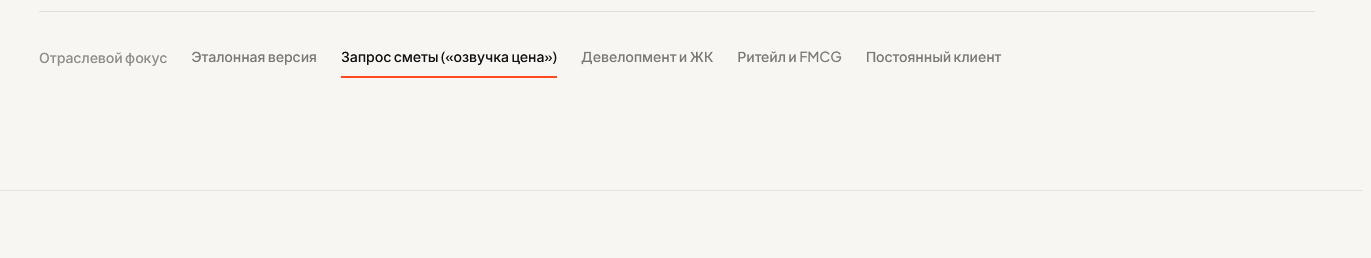 Отраслевой фокус Эталонная версия Запрос сметы («озвучка цена») Девелопмент и ЖК Ритейл и FMCG Постоянный клиент